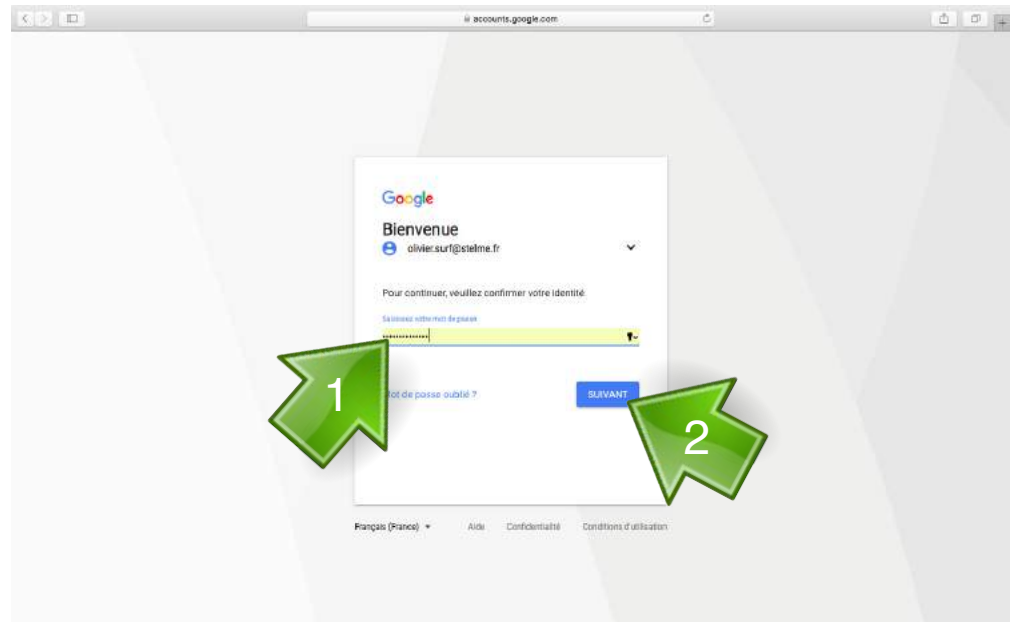 accounts.google.com
Google
Bienvenue
olivier.surf@stelme.fr
Pour continuer, veuillez confirmer votre identité
Saisissez votre mot de passe
1
Mot de passe oublié ?
SUIVANT
2
Français (France)
Aide
Confidentialité
Conditions d'utilisation